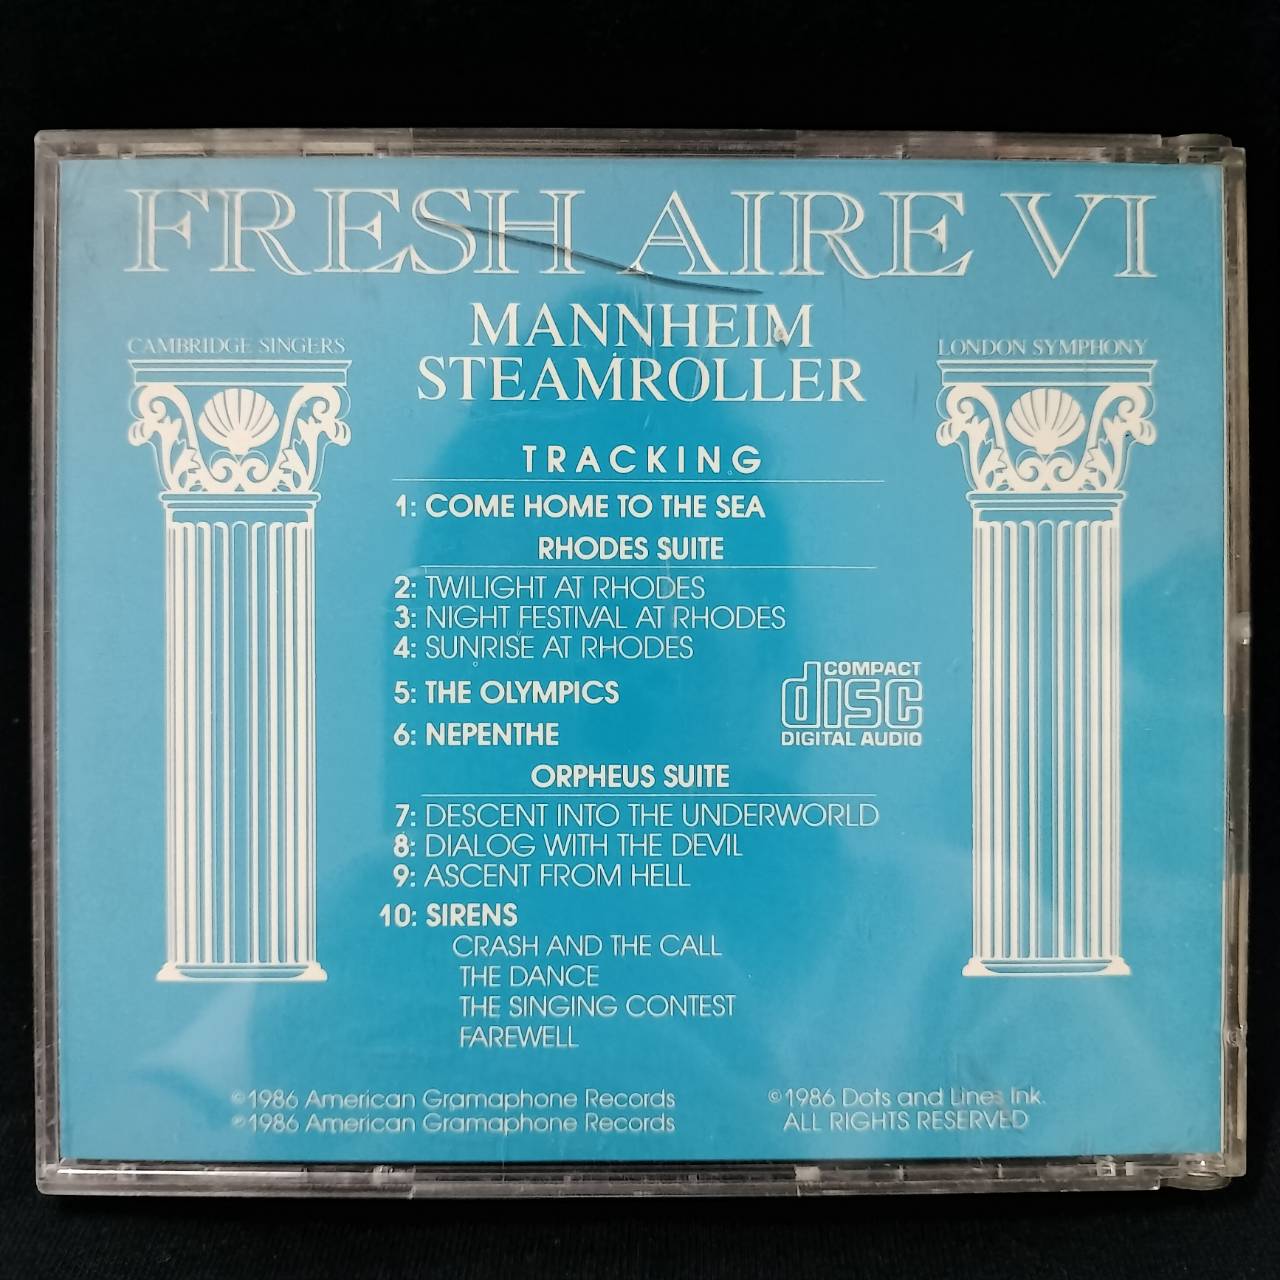 FRESH AIRE VI
MANNHEIM
STEAMROLLER
CAMBRIDGE SINGERS
LONDON SYMPHONY
TRACKING
1: COME HOME TO THE SEA
RHODES SUITE
2: TWILIGHT AT RHODES
3: NIGHT FESTIVAL AT RHODES
4: SUNRISE AT RHODES
5: THE OLYMPICS
6: NEPENTHE
COMPACT
disc
DIGITAL AUDIO
ORPHEUS SUITE
7: DESCENT INTO THE UNDERWORLD
8: DIALOG WITH THE DEVIL
9: ASCENT FROM HELL
10: SIRENS
CRASH AND THE CALL
THE DANCE
THE SINGING CONTEST
FAREWELL
©1986 American Gramaphone Records
℗1986 American Gramaphone Records
©1986 Dots and Lines Ink.
ALL RIGHTS RESERVED